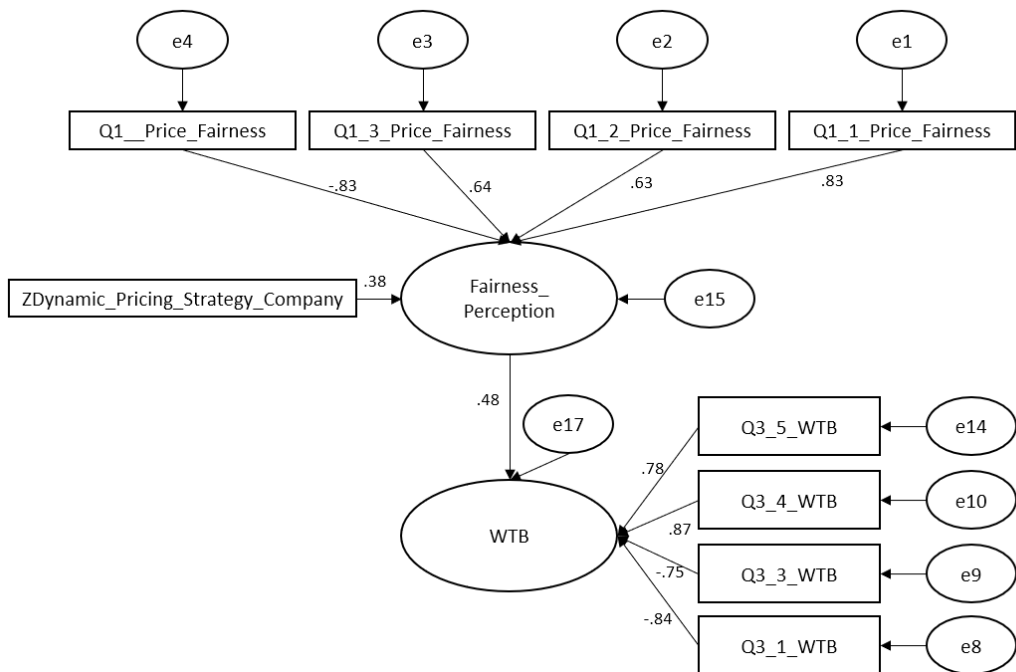 e4
e3
e2
e1
Q1__Price_Fairness
Q1_3_Price_Fairness
Q1_2_Price_Fairness
Q1_1_Price_Fairness
-.83
.64
.63
.83
ZDynamic_Pricing_Strategy_Company
.38
Fairness_
Perception
e15
.48
e17
Q3_5_WTB
e14
.78
WTB
Q3_4_WTB
e10
.87
Q3_3_WTB
e9
-.75
-.84
Q3_1_WTB
e8